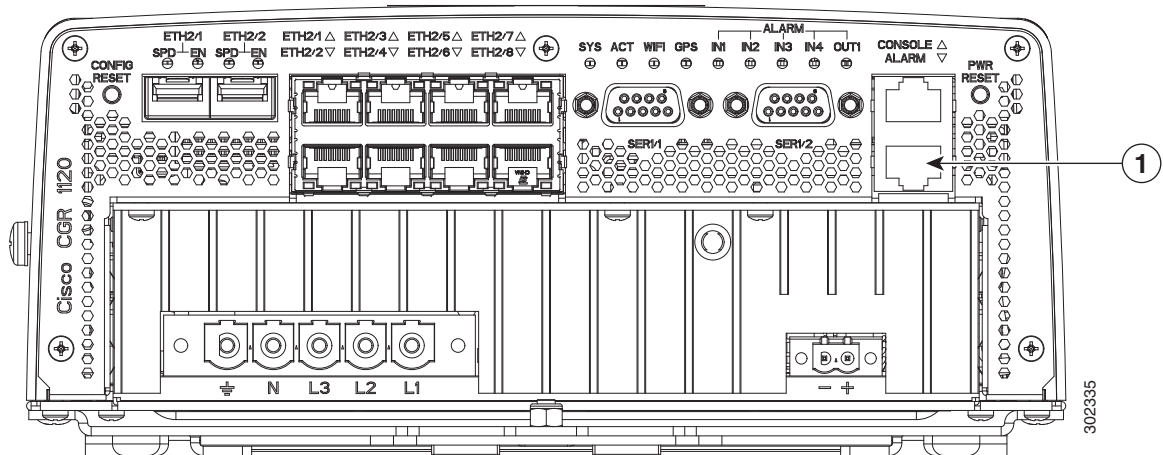 ETH2/1 ETH2/2 ETH2/1 △ ETH2/3 △ ETH2/5 △ ETH2/7 △
SPD EN SPD EN ETH2/2 ▽ ETH2/4 ▽ ETH2/6 ▽ ETH2/8 ▽
ALARM
SYS ACT WIFI GPS IN1 IN2 IN3 IN4 OUT1
CONSOLE △
ALARM ▽
CONFIG
RESET
PWR
RESET
SER1/1 SER1/2
1
Cisco CGR 1120
N L3 L2 L1
- +
302335